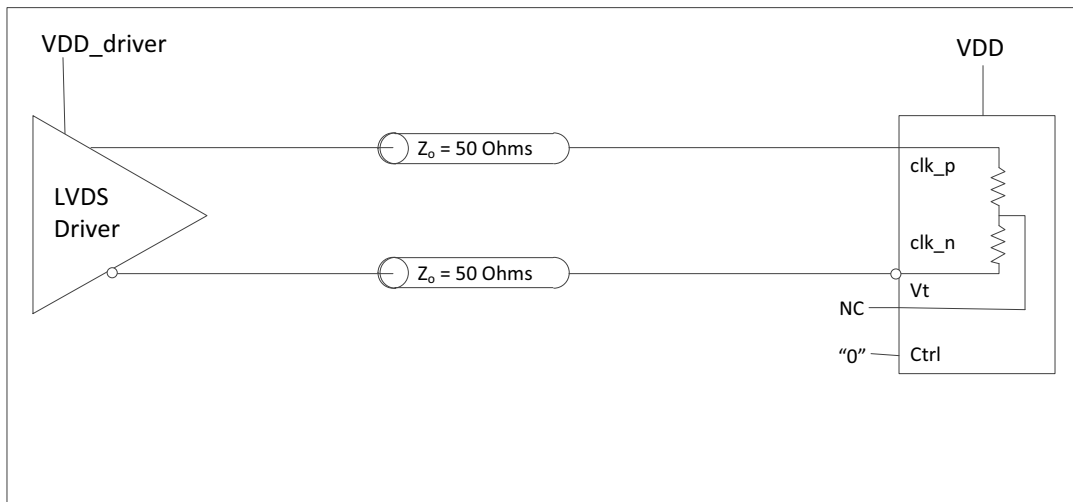 VDD_driver
VDD
Zₒ = 50 Ohms
clk_p
LVDS
Driver
clk_n
Zₒ = 50 Ohms
Vt
NC
“0”
Ctrl